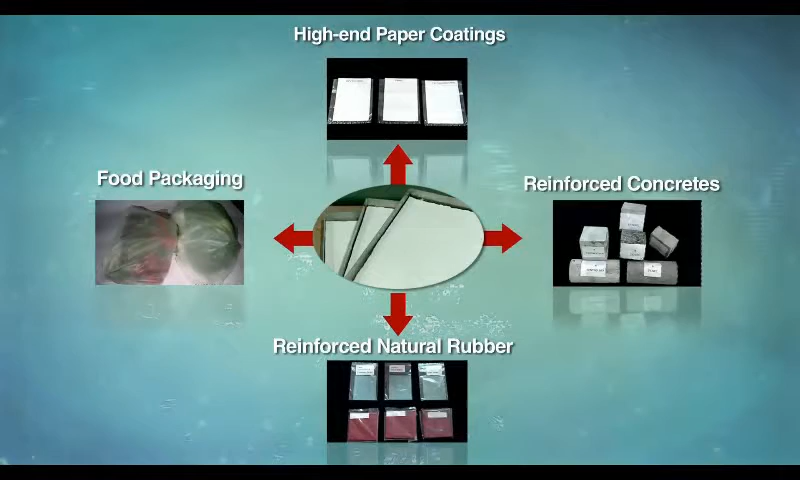 High-end Paper Coatings
Food Packaging
Reinforced Concretes
Reinforced Natural Rubber